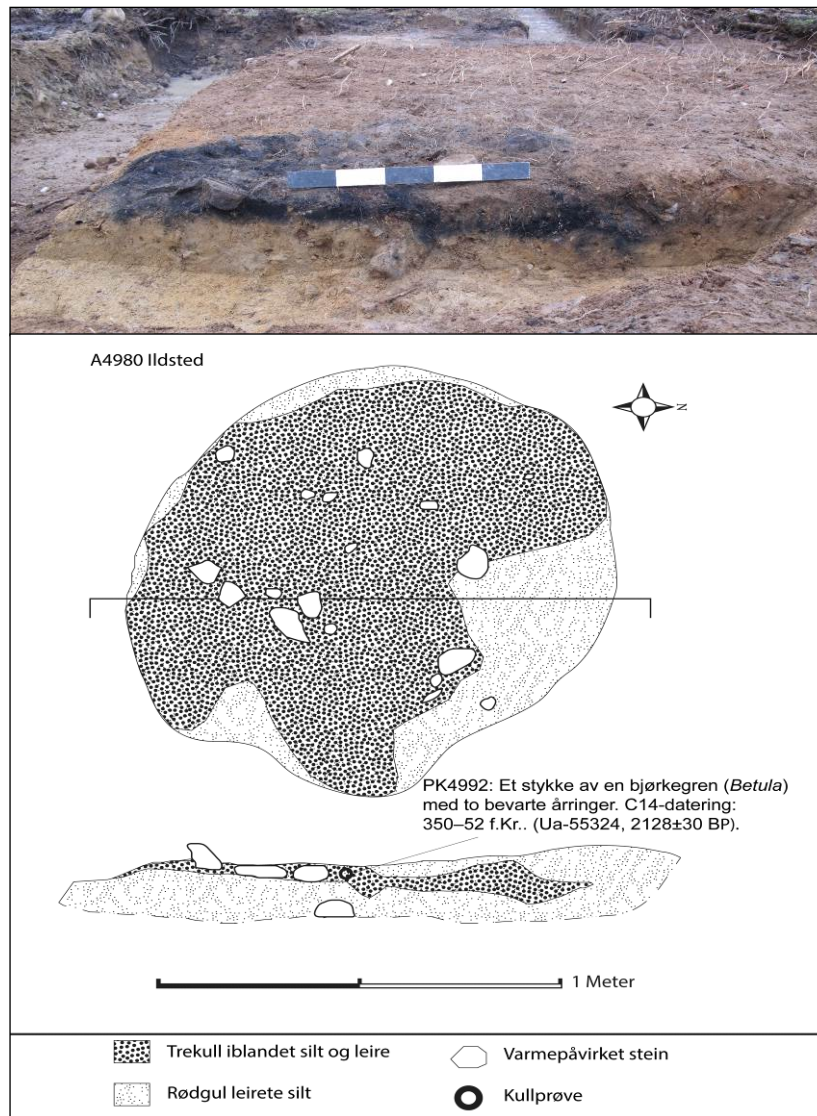 A4980 Ildsted
N
PK4992: Et stykke av en bjørkegren (Betula)
med to bevarte årringer. C14-datering:
350–52 f.Kr.. (Ua-55324, 2128±30 BP).
1 Meter
Trekull iblandet silt og leire
Varmepåvirket stein
Rødgul leirete silt
Kullprøve